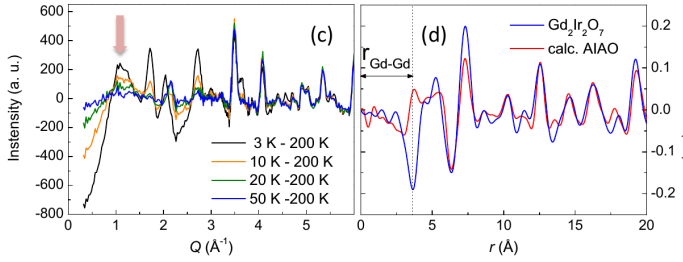 600
400
200
0
-200
-400
-600
-800
Instensity (a. u.)
(c)
3 K - 200 K
10 K - 200 K
20 K -200 K
50 K -200 K
0 1 2 3 4 5
Q (Å⁻¹)
r Gd-Gd
(d)
Gd₂Ir₂O₇
calc. AIAO
0.2
0.1
0.0
-0.1
-0.2
0 5 10 15 20
r (Å)